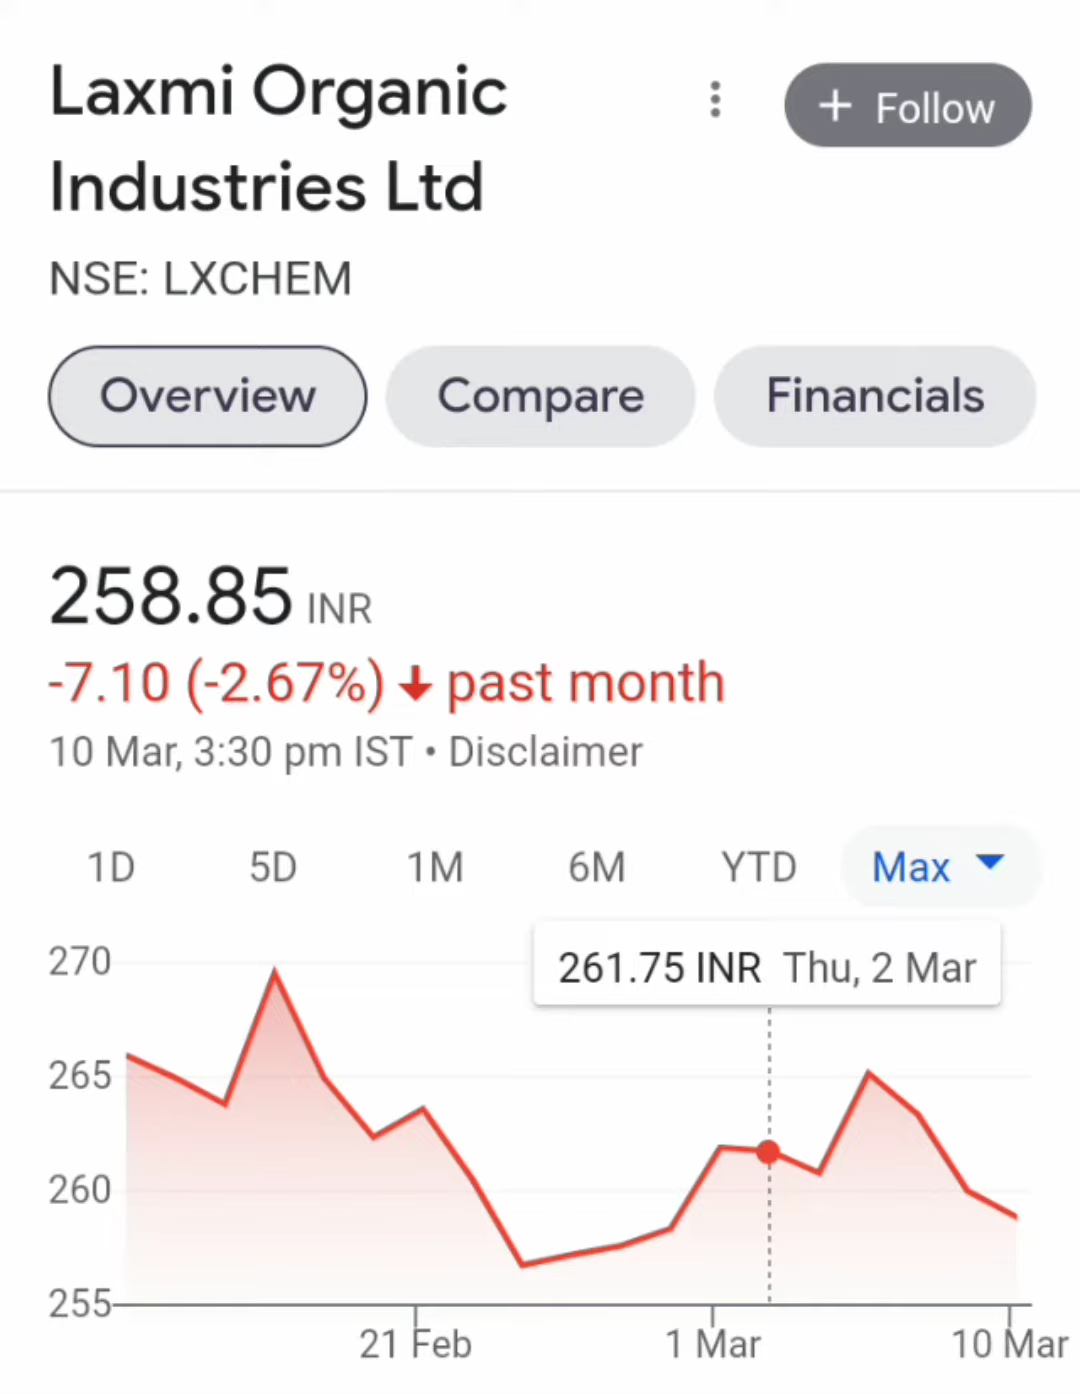 Laxmi Organic
Industries Ltd
+ Follow
NSE: LXCHEM
Overview Compare Financials
258.85 INR
-7.10 (-2.67%) ↓ past month
10 Mar, 3:30 pm IST • Disclaimer
1D 5D 1M 6M YTD Max
261.75 INR Thu, 2 Mar
270
265
260
255
21 Feb 1 Mar 10 Mar